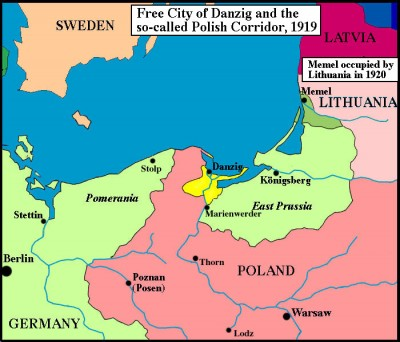 SWEDEN
Free City of Danzig and the
so-called Polish Corridor, 1919
LATVIA
Memel occupied by
Lithuania in 1920
Memel
LITHUANIA
Stolp
Danzig
Königsberg
Pomerania
East Prussia
Stettin
Marienwerder
Berlin
Thorn
POLAND
Poznan
(Posen)
GERMANY
Warsaw
Lodz